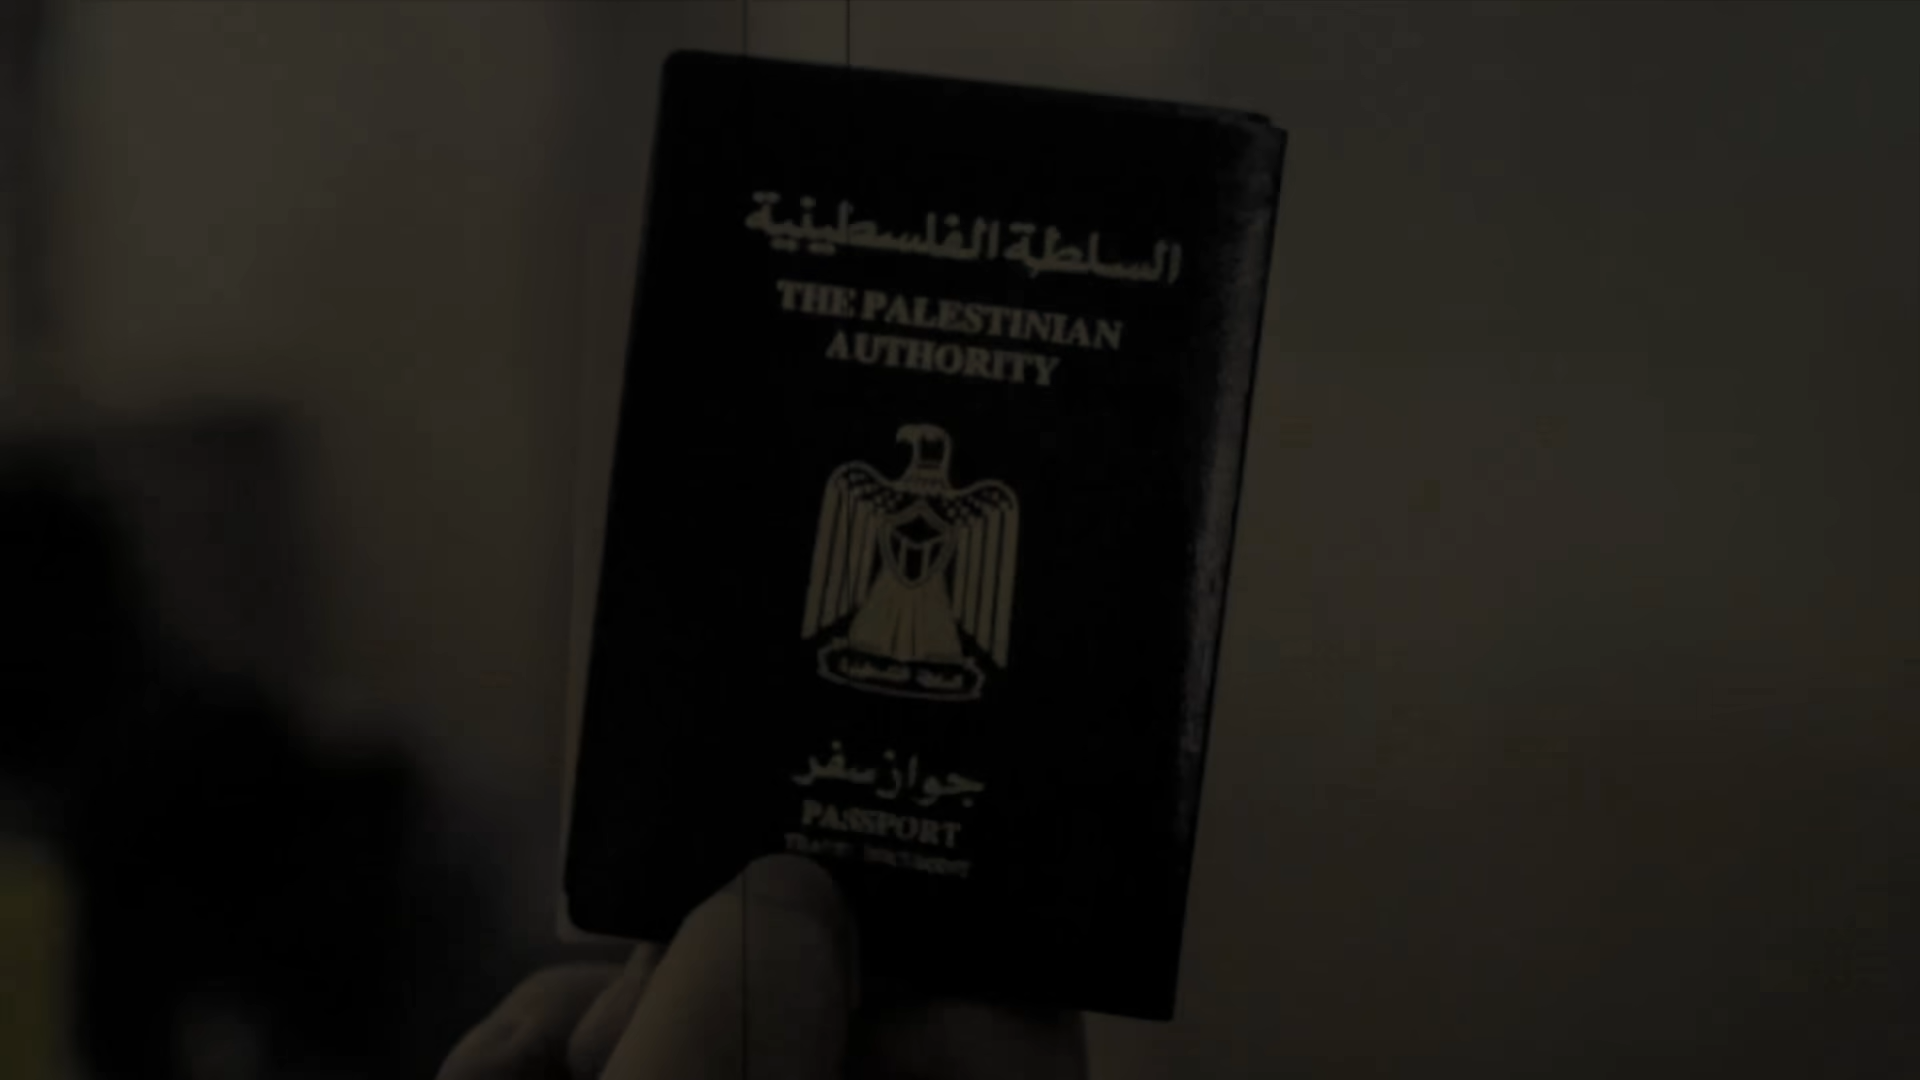 السلطة الفلسطينية
THE PALESTINIAN
AUTHORITY
جواز سفر
PASSPORT